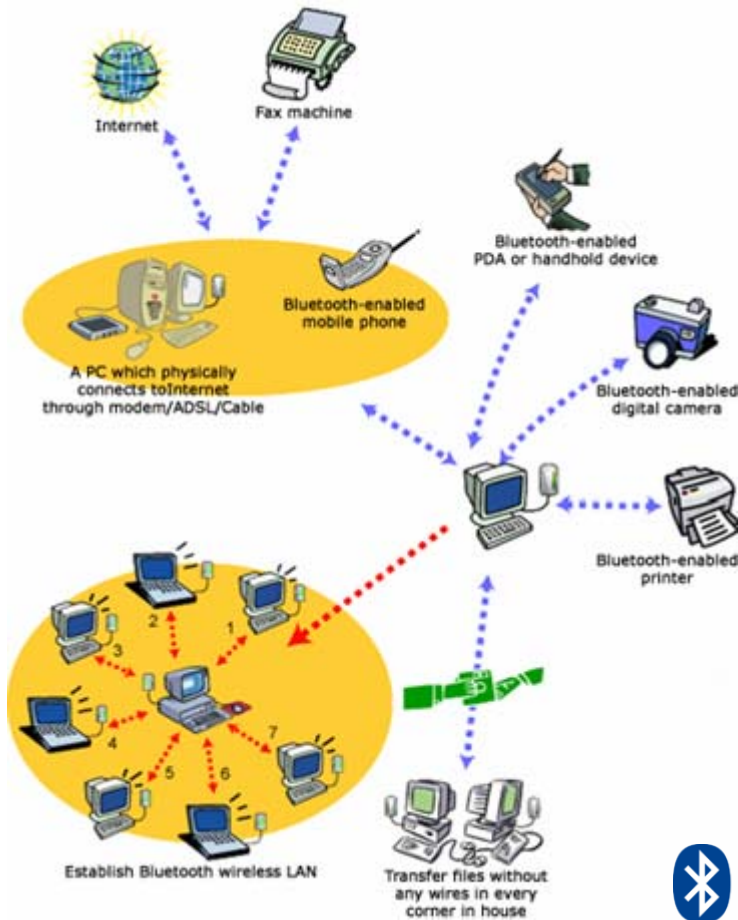 Internet
Fax machine
Bluetooth-enabled
PDA or handhold device
Bluetooth-enabled
mobile phone
A PC which physically
connects toInternet
through modem/ADSL/Cable
Bluetooth-enabled
digital camera
Bluetooth-enabled
printer
1
2
3
4
5
6
7
Establish Bluetooth wireless LAN
Transfer files without
any wires in every
corner in house